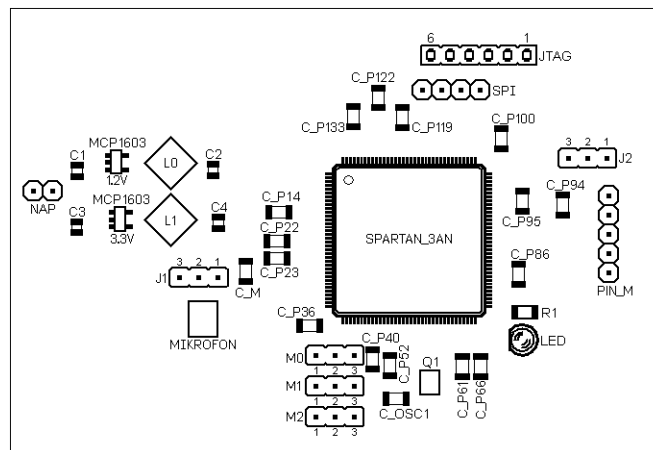 6 1
JTAG
C_P122
SPI
C_P133
C_P119
C_P100
MCP1603
C1
L0
C2
1.2V
3 2 1
J2
NAP
MCP1603
C3
L1
C4
3.3V
C_P14
C_P22
C_P23
SPARTAN_3AN
C_P94
C_P95
C_P86
PIN_M
3 2 1
J1
C_M
MIKROFON
C_P36
R1
LED
M0
1 2 3
C_P40
C_P52
Q1
M1
1 2 3
C_P61
C_P66
M2
1 2 3
C_OSC1